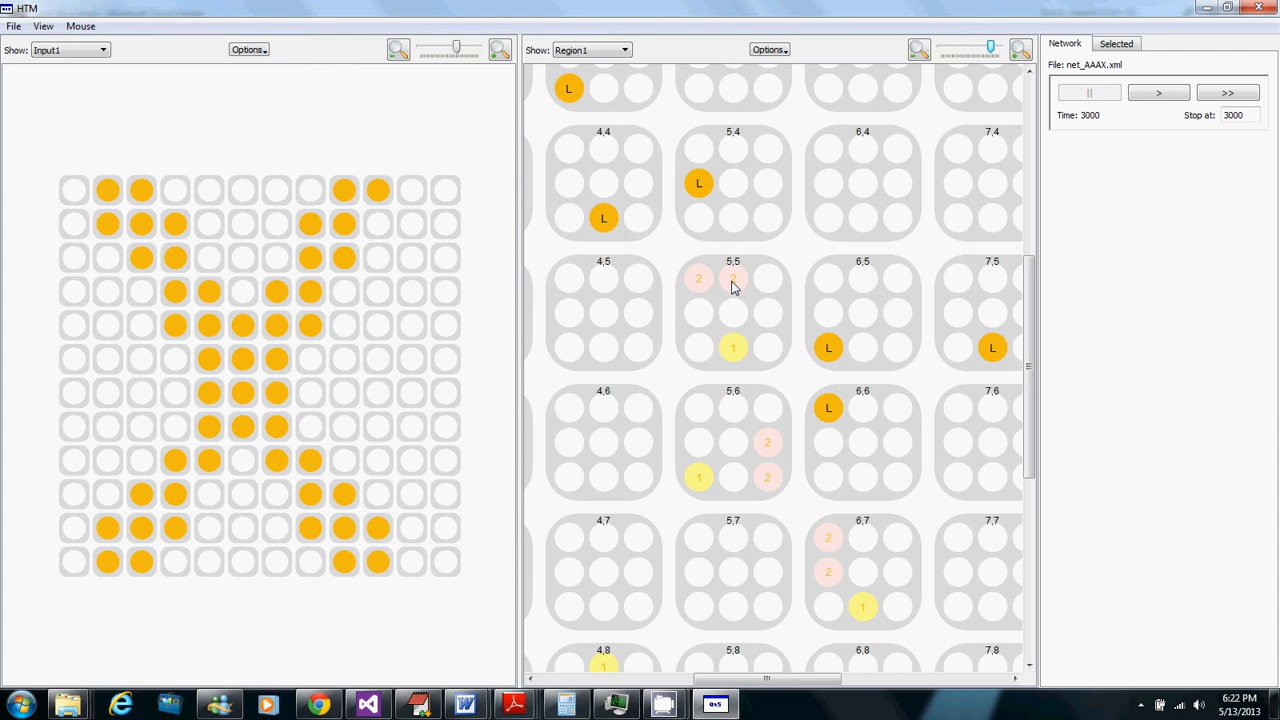 HTM
File View Mouse
Show: Input1 Options
Show: Region1 Options
Network Selected
File: net_AAAX.xml
|| > >>
Time: 3000 Stop at: 3000
L
4,4 5,4 6,4 7,4
L
L
4,5 5,5 6,5 7,5
2 2
1 L L
4,6 5,6 6,6 7,6
L
2
1 2
4,7 5,7 6,7 7,7
2
2
1
4,8 5,8 6,8 7,8
1
6:22 PM
5/13/2013